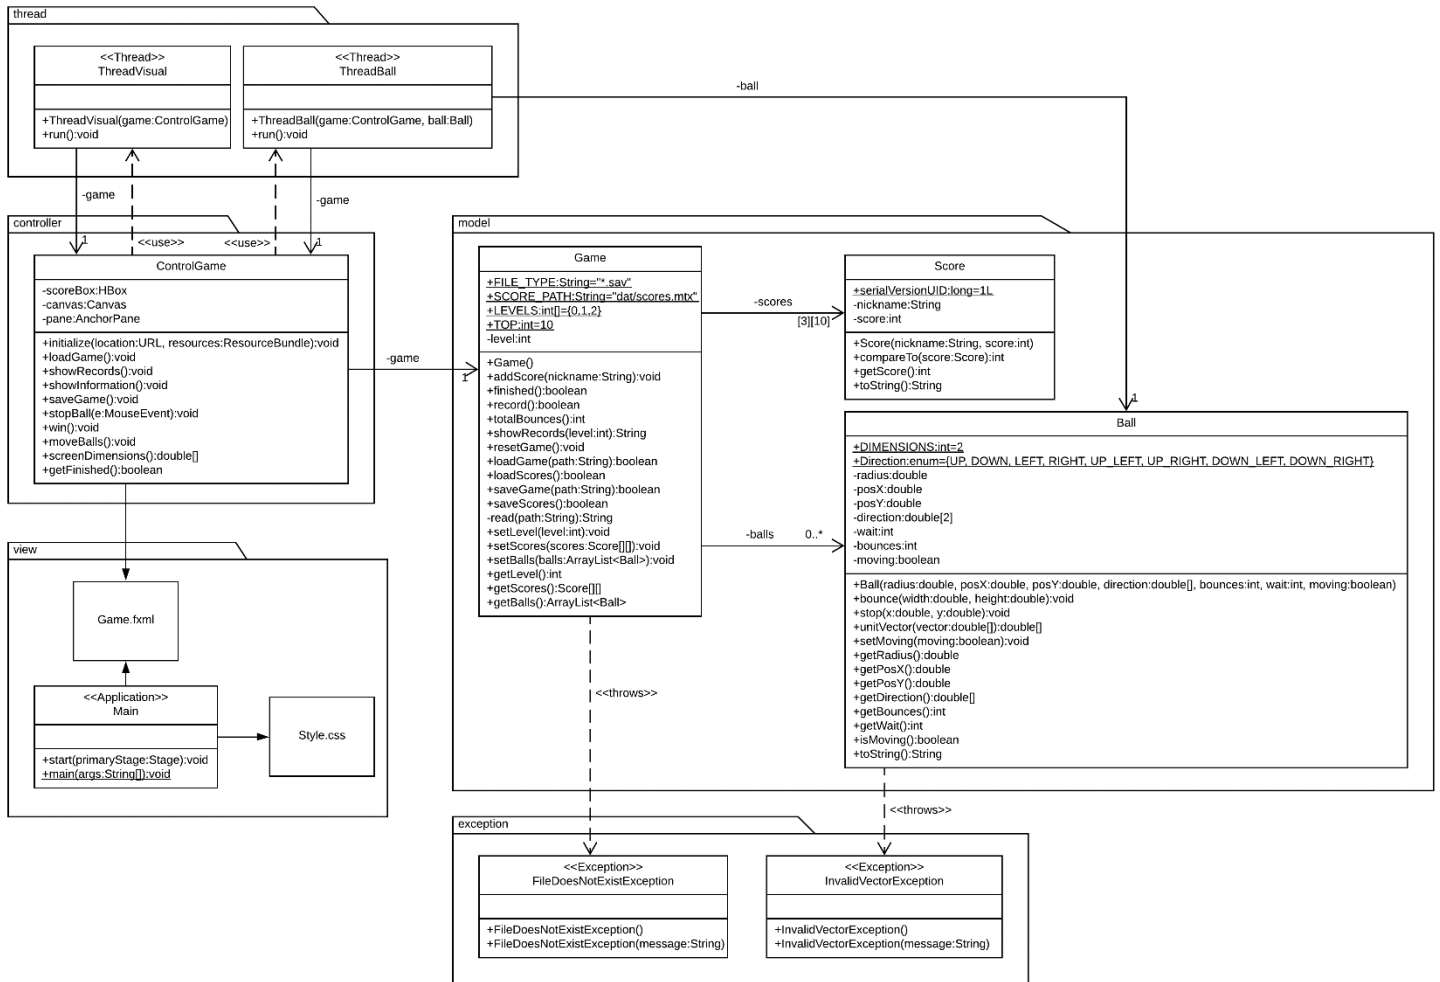 thread
<<Thread>>
ThreadVisual
+ThreadVisual(game:ControlGame)
+run():void
<<Thread>>
ThreadBall
+ThreadBall(game:ControlGame, ball:Ball)
+run():void
-ball
-game
-game
1
<<use>>
<<use>>
1
1
controller
ControlGame
-scoreBox:HBox
-canvas:Canvas
-pane:AnchorPane
+initialize(location:URL, resources:ResourceBundle):void
+loadGame():void
+showRecords():void
+showInformation():void
+saveGame():void
+stopBall(e:MouseEvent):void
+win():void
+moveBalls():void
+screenDimensions():double[]
+getFinished():boolean
-game
1
model
Game
+FILE_TYPE:String="*.sav"
+SCORE_PATH:String="dat/scores.mtx"
+LEVELS:int[]={0,1,2}
+TOP:int=10
-level:int
+Game()
+addScore(nickname:String):void
+finished():boolean
+record():boolean
+totalBounces():int
+showRecords(level:int):String
+resetGame():void
+loadGame(path:String):boolean
+loadScores():boolean
+saveGame(path:String):boolean
+saveScores():boolean
-read(path:String):String
+setLevel(level:int):void
+setScores(scores:Score[][]):void
+setBalls(balls:ArrayList<Ball>):void
+getLevel():int
+getScores():Score[][]
+getBalls():ArrayList<Ball>
-scores
[3][10]
Score
+serialVersionUID:long=1L
-nickname:String
-score:int
+Score(nickname:String, score:int)
+compareTo(score:Score):int
+getScore():int
+toString():String
-balls
0..*
Ball
+DIMENSIONS:int=2
+Direction:enum={UP, DOWN, LEFT, RIGHT, UP_LEFT, UP_RIGHT, DOWN_LEFT, DOWN_RIGHT}
-radius:double
-posX:double
-posY:double
-direction:double[2]
-wait:int
-bounces:int
-moving:boolean
+Ball(radius:double, posX:double, posY:double, direction:double[], bounces:int, wait:int, moving:boolean)
+bounce(width:double, height:double):void
+stop(x:double, y:double):void
+unitVector(vector:double[]):double[]
+setMoving(moving:boolean):void
+getRadius():double
+getPosX():double
+getPosY():double
+getDirection():double[]
+getBounces():int
+getWait():int
+isMoving():boolean
+toString():String
view
Game.fxml
<<Application>>
Main
+start(primaryStage:Stage):void
+main(args:String[]):void
Style.css
<<throws>>
<<throws>>
exception
<<Exception>>
FileDoesNotExistException
+FileDoesNotExistException()
+FileDoesNotExistException(message:String)
<<Exception>>
InvalidVectorException
+InvalidVectorException()
+InvalidVectorException(message:String)